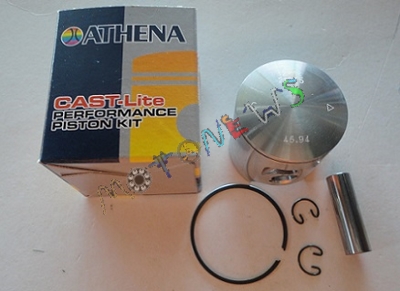 ATHENA
CAST-Lite
PERFORMANCE
PISTON KIT
45.94